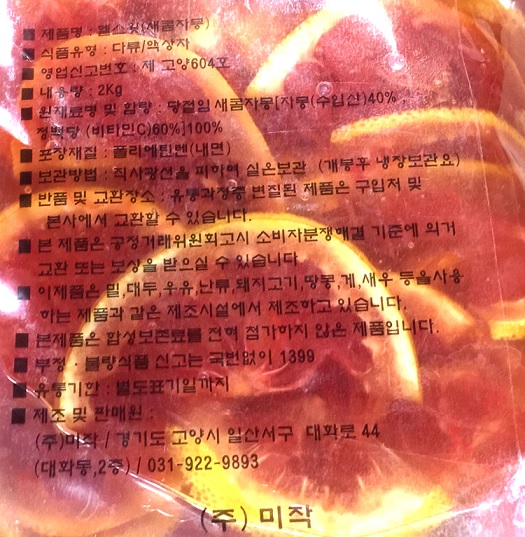 ■ 제품명 : 웰스킷(새콤자몽)
■ 식품유형 : 다류/액상차
■ 영업신고번호 : 제 고양604호
■ 내용량 : 2Kg
■ 원재료명 및 함량 : 당절임 새콤자몽[자몽(수입산)40%,
정백당 (비타민C)60%]100%
■ 포장재질 : 폴리에틸렌(내면)
■ 보관방법 : 직사광선을 피하여 실온보관 (개봉후 냉장보관요)
■ 반품 및 교환장소 : 유통과정중 변질된 제품은 구입처 및
본사에서 교환할 수 있습니다.
■ 본 제품은 공정거래위원회고시 소비자분쟁해결 기준에 의거
교환 또는 보상을 받으실 수 있습니다
■ 이제품은 밀,대두,우유,난류,돼지고기,땅콩,게,새우 등을사용
하는 제품과 같은 제조시설에서 제조하고 있습니다.
■ 본제품은 합성보존료를 전혀 첨가하지 않은 제품입니다.
■ 부정 · 불량식품 신고는 국번없이 1399
■ 유통기한 : 별도표기일까지
■ 제조 및 판매원 :
(주)미작 / 경기도 고양시 일산서구 대화로 44
(대화동,2층) / 031-922-9893
(주) 미작